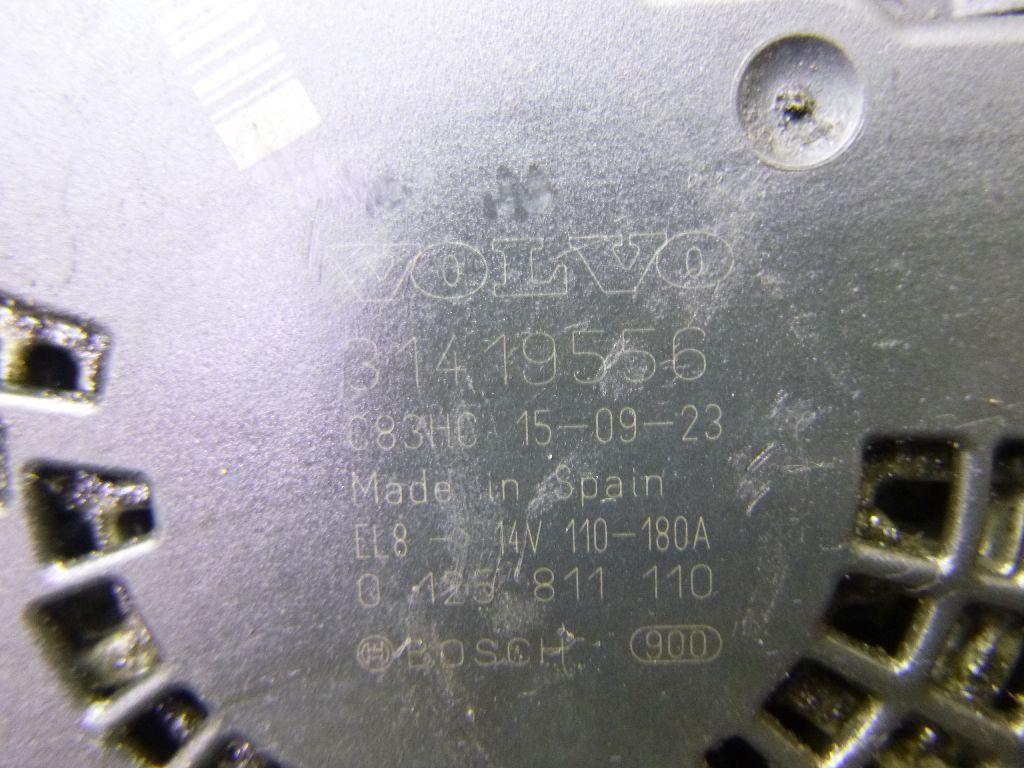 VOLVO
31419556
C83HC 15-09-23
Made in Spain
EL8 -> 14V 110-180A
0 125 811 110
BOSCH 900